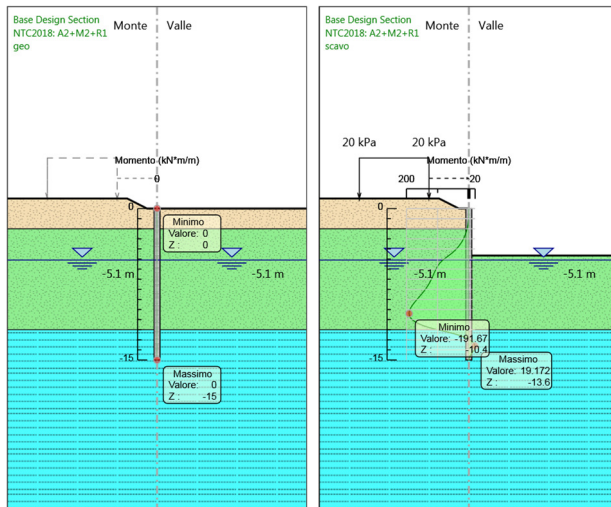 Base Design Section
NTC2018: A2+M2+R1
geo
Monte
Valle
Momento (kN*m/m)
0
0
Minimo
Valore: 0
Z : 0
-5.1 m
-5.1 m
-15
Massimo
Valore: 0
Z : -15
Base Design Section
NTC2018: A2+M2+R1
scavo
Monte
Valle
20 kPa
20 kPa
Momento (kN*m/m)
200
20
0
-5.1 m
-5.1 m
Minimo
Valore: -191.67
Z : -10.4
-15
Massimo
Valore: 19.172
Z : -13.6